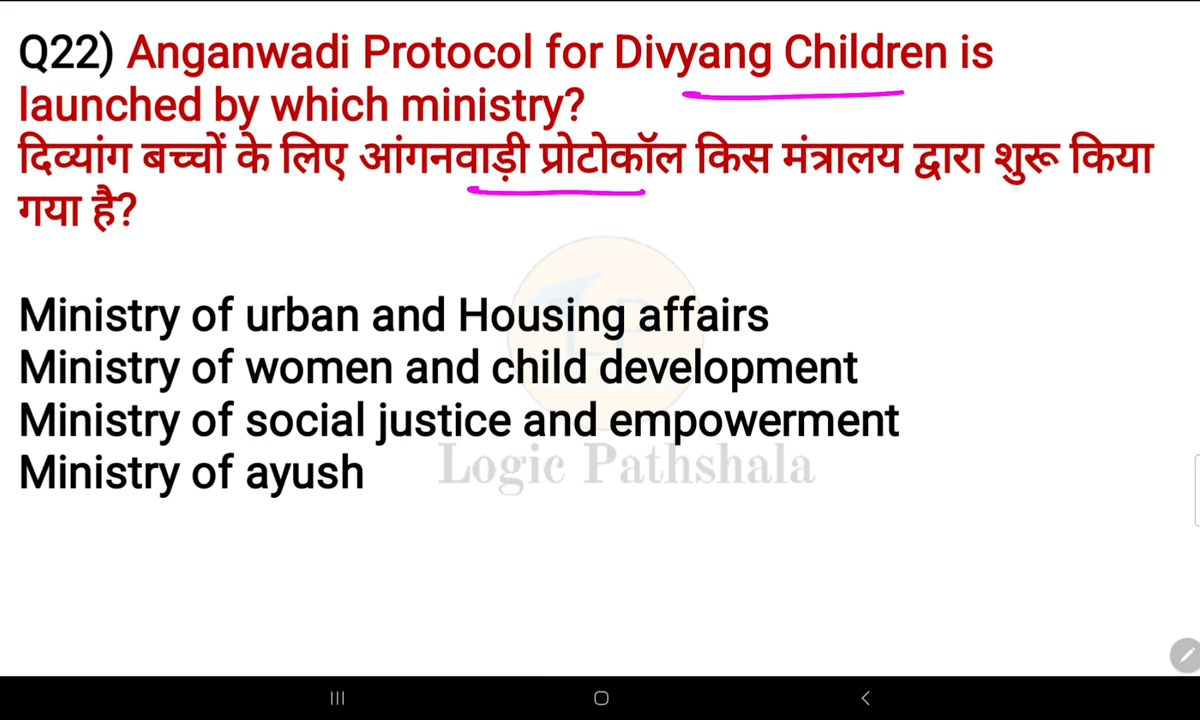 Q22) Anganwadi Protocol for Divyang Children is
launched by which ministry?
दिव्यांग बच्चों के लिए आंगनवाड़ी प्रोटोकॉल किस मंत्रालय द्वारा शुरू किया
गया है?
Ministry of urban and Housing affairs
Ministry of women and child development
Ministry of social justice and empowerment
Ministry of ayush
Logic Pathshala